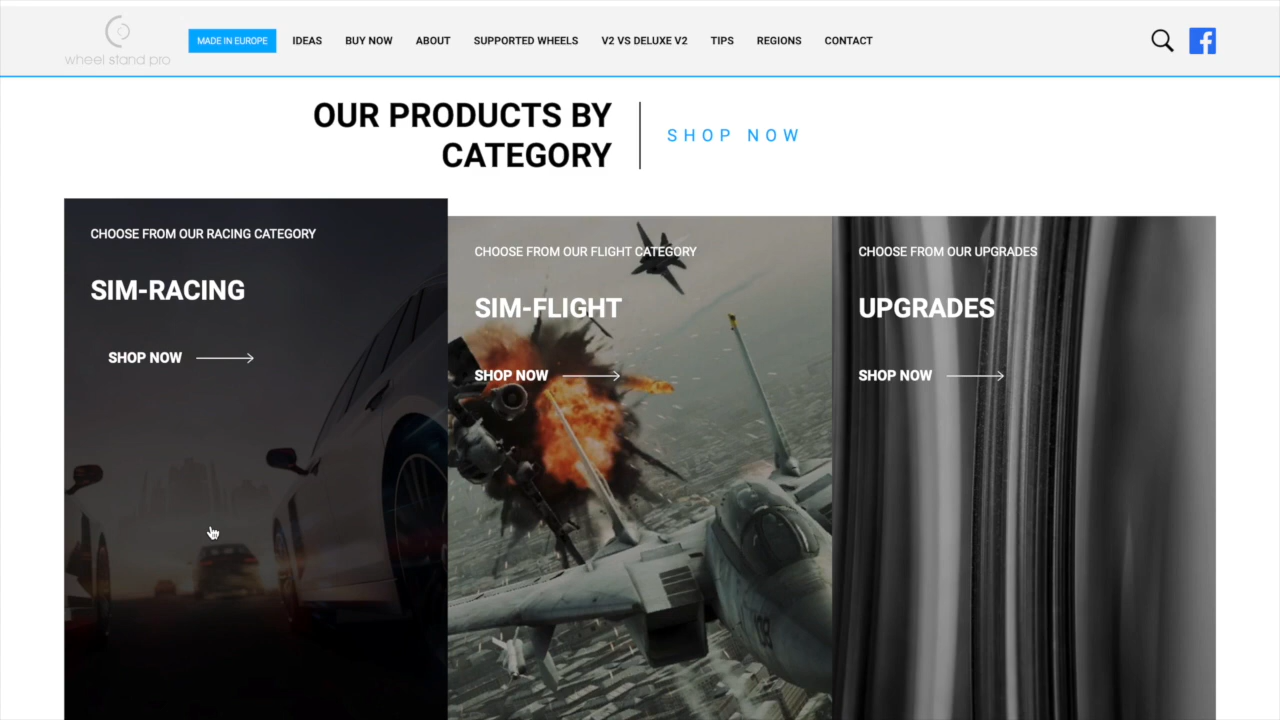 wheel stand pro
MADE IN EUROPE
IDEAS
BUY NOW
ABOUT
SUPPORTED WHEELS
V2 VS DELUXE V2
TIPS
REGIONS
CONTACT
OUR PRODUCTS BY
CATEGORY
SHOP NOW
CHOOSE FROM OUR RACING CATEGORY
SIM-RACING
SHOP NOW
CHOOSE FROM OUR FLIGHT CATEGORY
SIM-FLIGHT
SHOP NOW
CHOOSE FROM OUR UPGRADES
UPGRADES
SHOP NOW